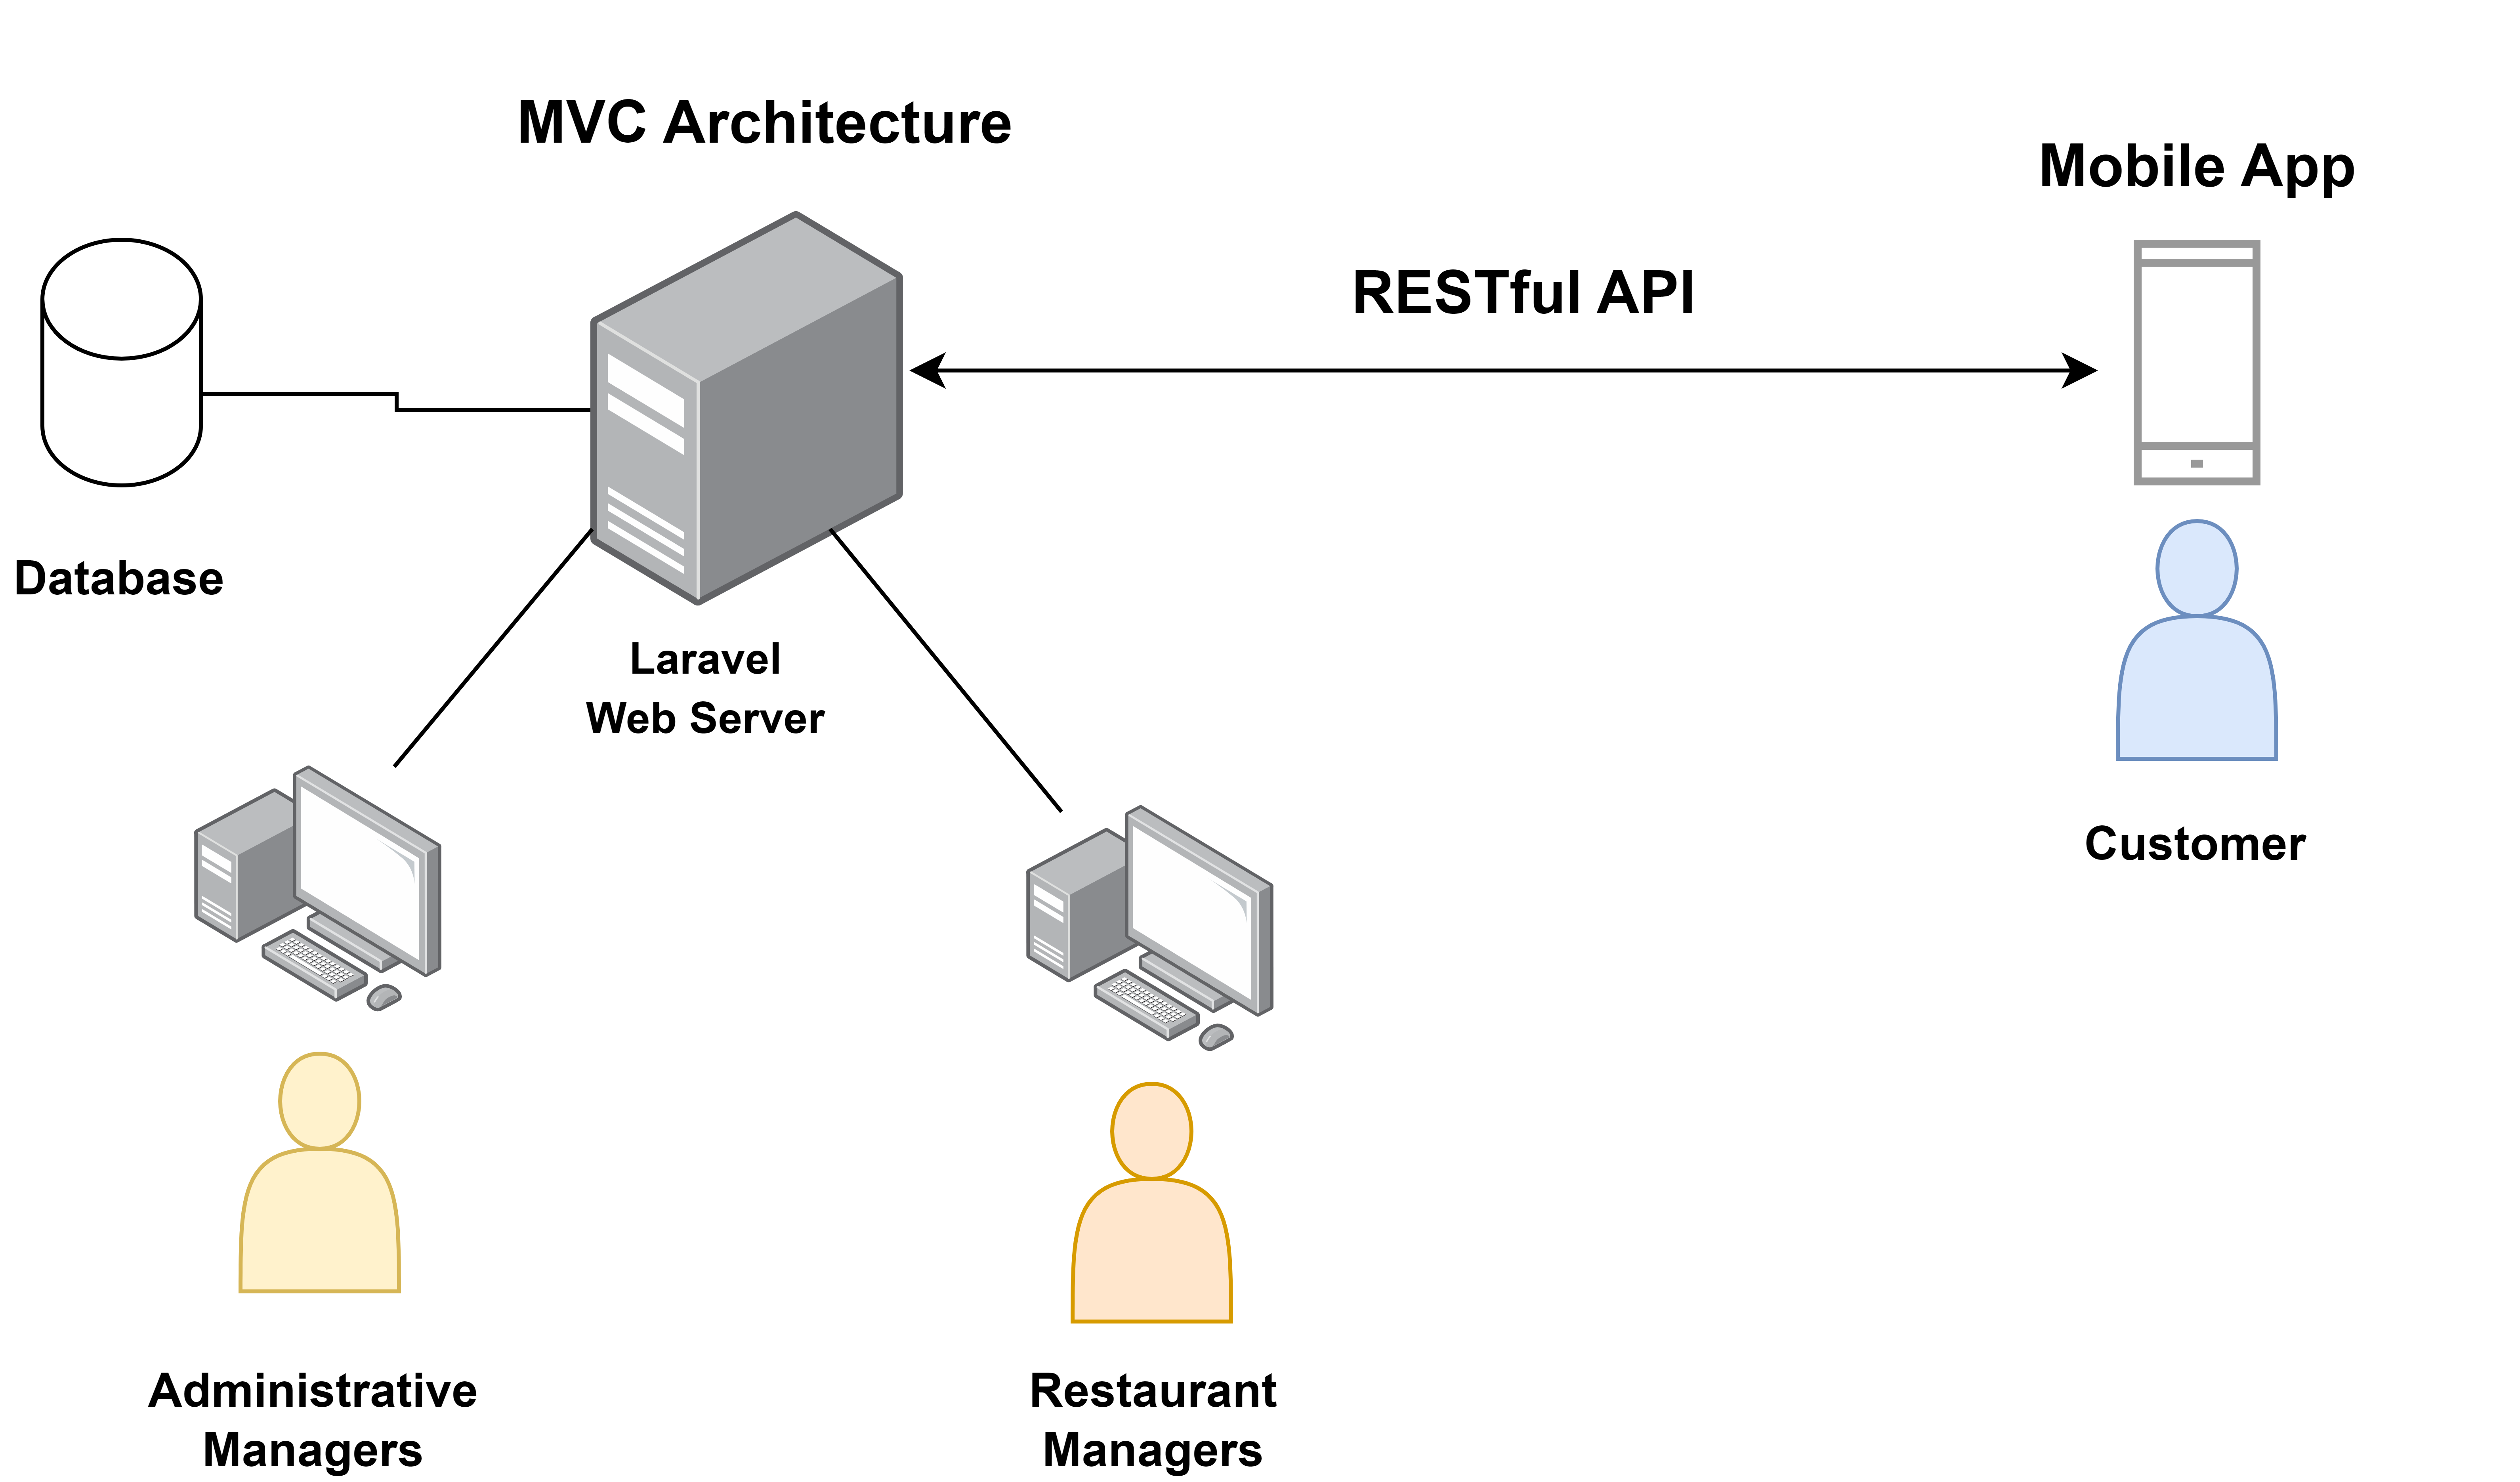 MVC Architecture
Mobile App
RESTful API
Database
Laravel
Web Server
Customer
Administrative
Managers
Restaurant
Managers